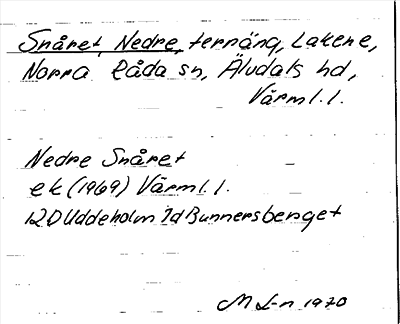 Snåret, Nedre, terräng, Lakene,
Norra Råda sn, Älvdals hd,
Värml. l.
Nedre Snåret
ek (1969) Värml. l.
12D Uddeholm 7d Bunnersberget
M L-n 1970